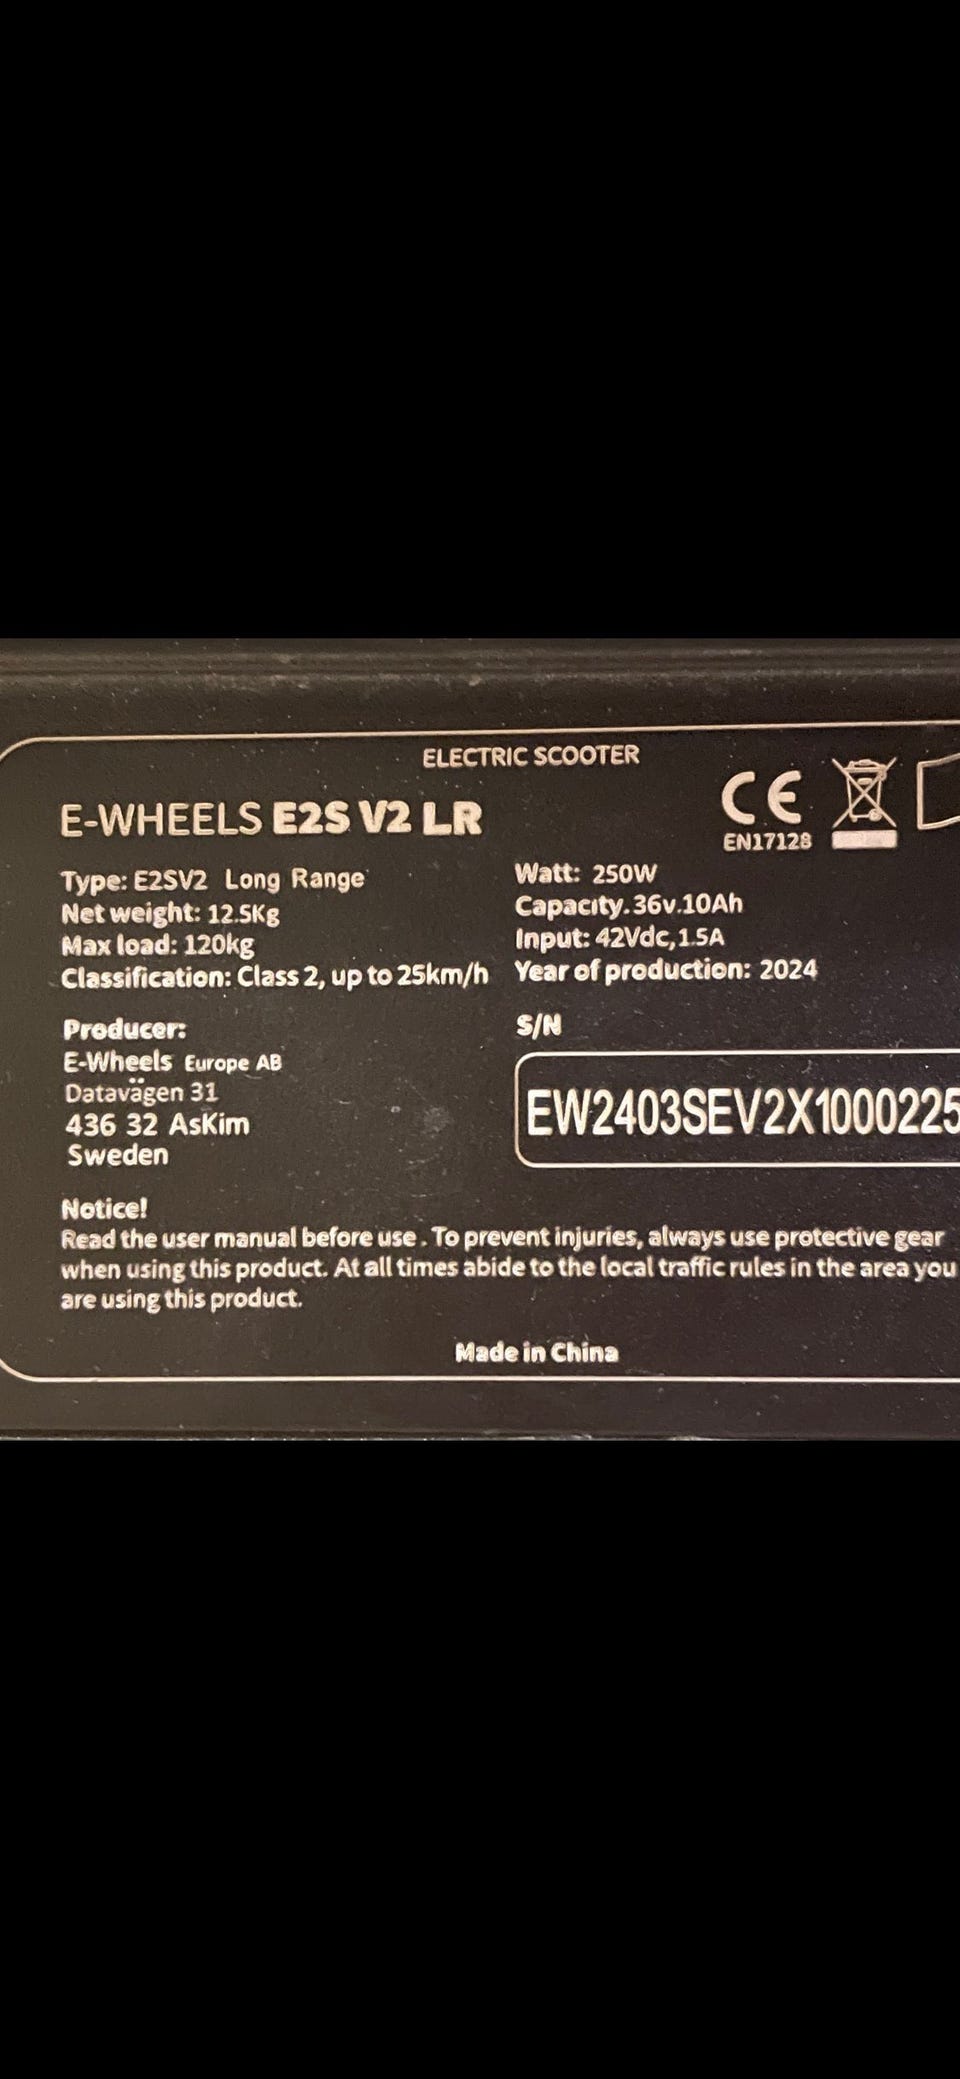 ELECTRIC SCOOTER
E-WHEELS E2S V2 LR
CE
EN17128
Type: E2SV2 Long Range
Net weight: 12.5Kg
Max load: 120kg
Classification: Class 2, up to 25km/h
Watt: 250W
Capacity.36v.10Ah
Input: 42Vdc,1.5A
Year of production: 2024
Producer:
E-Wheels Europe AB
Datavägen 31
436 32 AsKim
Sweden
S/N
EW2403SEV2X1000225
Notice!
Read the user manual before use . To prevent injuries, always use protective gear
when using this product. At all times abide to the local traffic rules in the area you
are using this product.
Made in China